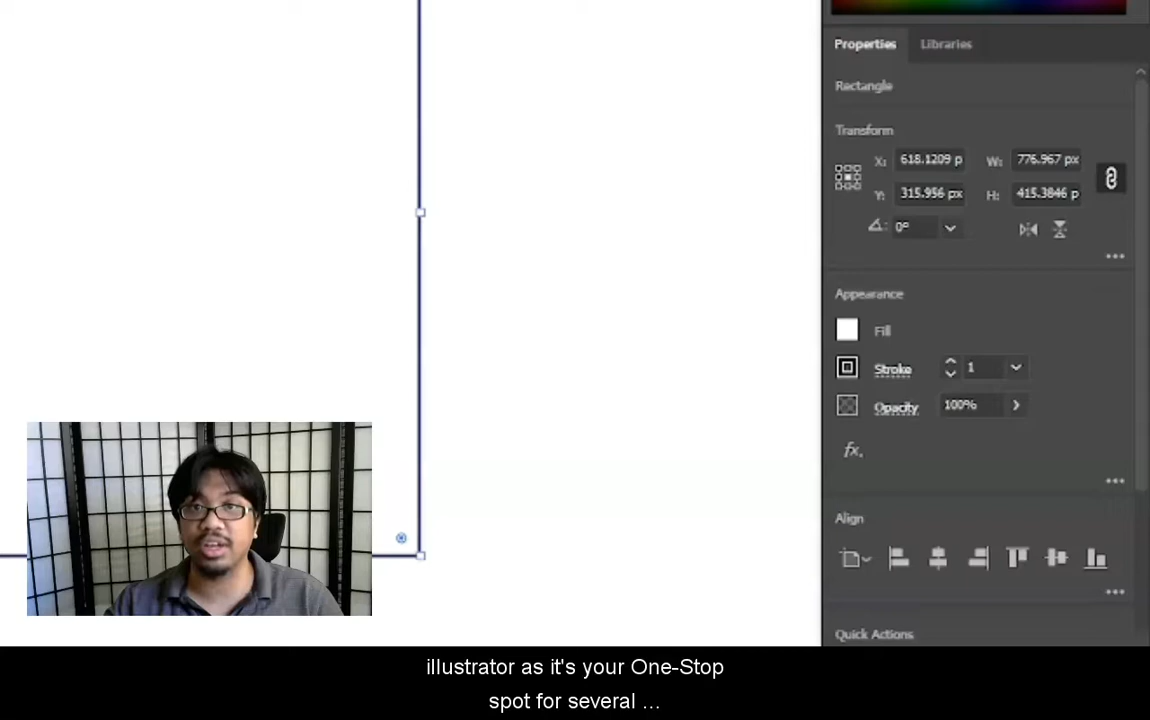 Properties Libraries
Rectangle
Transform
X: 618.1209 p W: 776.967 px
Y: 315.956 px H: 415.3846 p
0°
Appearance
Fill
Stroke 1
Opacity 100%
fx.
Align
Quick Actions
illustrator as it's your One-Stop
spot for several ...